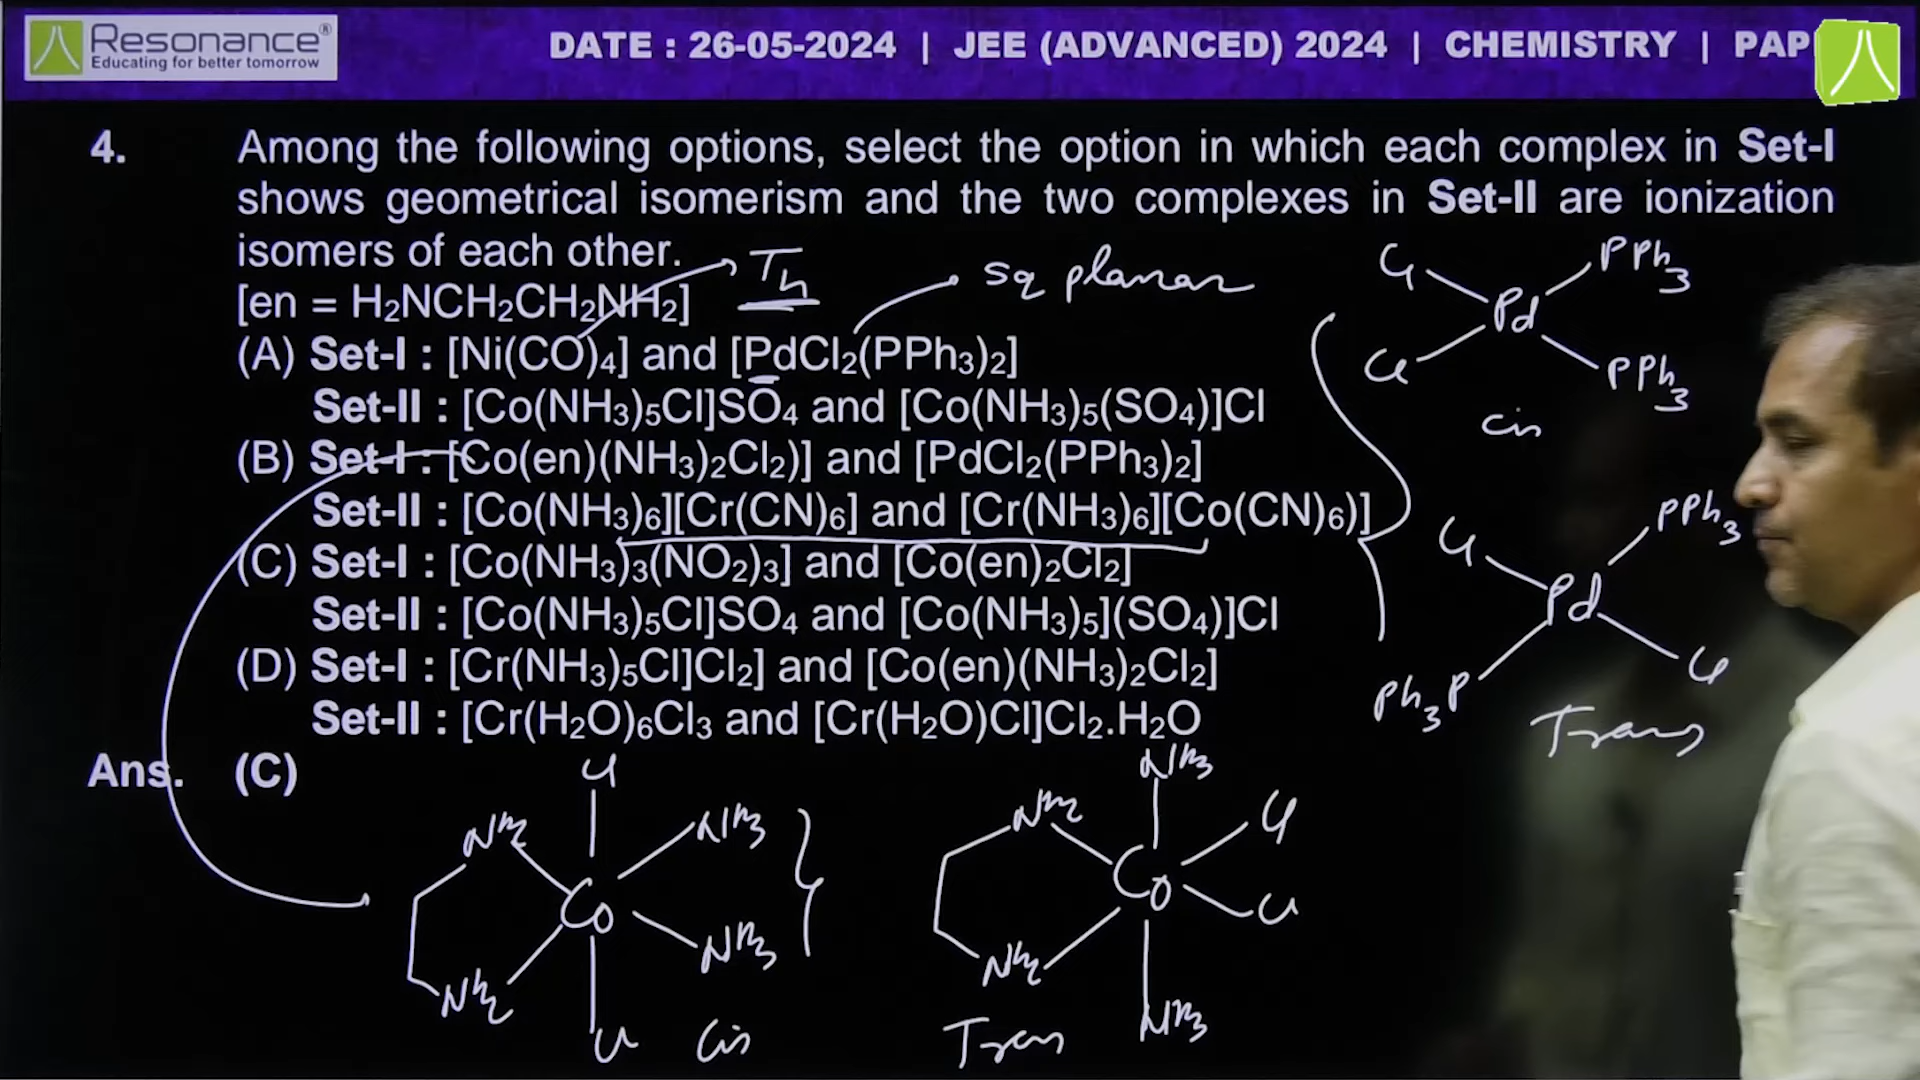 Resonance®
Educating for better tomorrow
DATE : 26-05-2024 | JEE (ADVANCED) 2024 | CHEMISTRY | PAP
4. Among the following options, select the option in which each complex in Set-I
shows geometrical isomerism and the two complexes in Set-II are ionization
isomers of each other.
[en = H2NCH2CH2NH2]
Th
sq planar
(A) Set-I : [Ni(CO)4] and [PdCl2(PPh3)2]
Set-II : [Co(NH3)5Cl]SO4 and [Co(NH3)5(SO4)]Cl
(B) Set-I : [Co(en)(NH3)2Cl2)] and [PdCl2(PPh3)2]
Set-II : [Co(NH3)6][Cr(CN)6] and [Cr(NH3)6][Co(CN)6)]
(C) Set-I : [Co(NH3)3(NO2)3] and [Co(en)2Cl2]
Set-II : [Co(NH3)5Cl]SO4 and [Co(NH3)5](SO4)]Cl
(D) Set-I : [Cr(NH3)5Cl]Cl2] and [Co(en)(NH3)2Cl2]
Set-II : [Cr(H2O)6Cl3 and [Cr(H2O)Cl]Cl2.H2O
Ans. (C)
Cl PPh3
Pd
Cl PPh3
cis
Cl PPh3
Pd
Ph3P Cl
Trans
Cl
NH2 NH3
Co
NH2 NH3
Cl
Cis
NH3
NH2 Cl
Co
NH2 Cl
NH3
Trans